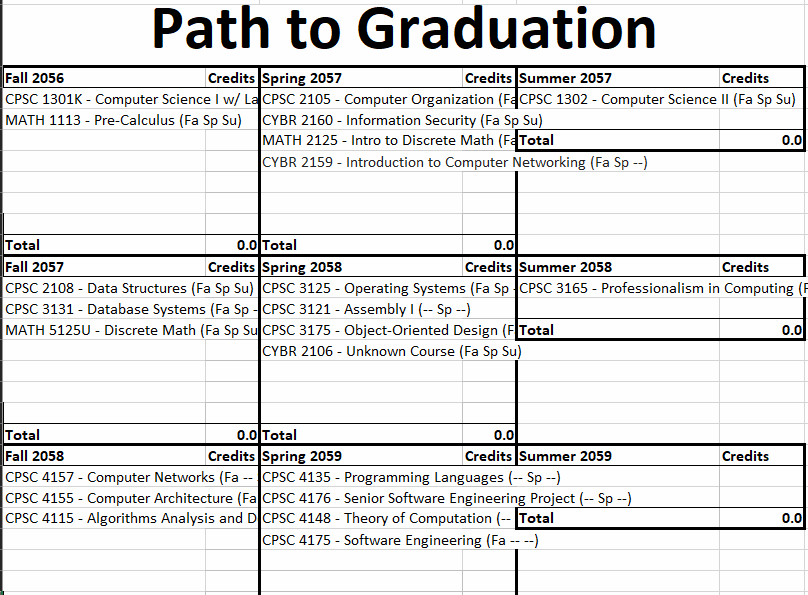 Path to Graduation
Fall 2056 Credits Spring 2057 Credits Summer 2057 Credits
CPSC 1301K - Computer Science I w/ La CPSC 2105 - Computer Organization (Fa CPSC 1302 - Computer Science II (Fa Sp Su)
MATH 1113 - Pre-Calculus (Fa Sp Su) CYBR 2160 - Information Security (Fa Sp Su)
MATH 2125 - Intro to Discrete Math (Fa Total 0.0
CYBR 2159 - Introduction to Computer Networking (Fa Sp --)
Total 0.0 Total 0.0
Fall 2057 Credits Spring 2058 Credits Summer 2058 Credits
CPSC 2108 - Data Structures (Fa Sp Su) CPSC 3125 - Operating Systems (Fa Sp - CPSC 3165 - Professionalism in Computing (F
CPSC 3131 - Database Systems (Fa Sp - CPSC 3121 - Assembly I (-- Sp --)
MATH 5125U - Discrete Math (Fa Sp Su CPSC 3175 - Object-Oriented Design (F Total 0.0
CYBR 2106 - Unknown Course (Fa Sp Su)
Total 0.0 Total 0.0
Fall 2058 Credits Spring 2059 Credits Summer 2059 Credits
CPSC 4157 - Computer Networks (Fa -- CPSC 4135 - Programming Languages (-- Sp --)
CPSC 4155 - Computer Architecture (Fa CPSC 4176 - Senior Software Engineering Project (-- Sp --)
CPSC 4115 - Algorithms Analysis and D CPSC 4148 - Theory of Computation (-- Total 0.0
CPSC 4175 - Software Engineering (Fa -- --)